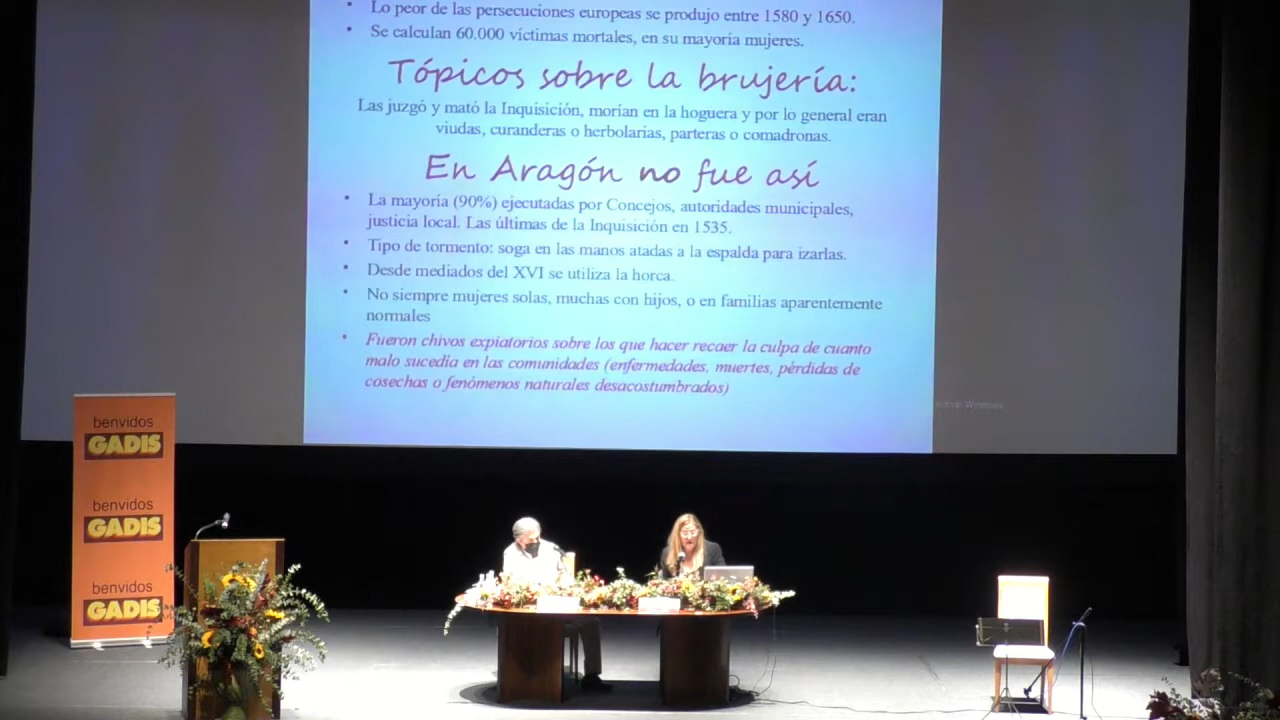 Lo peor de las persecuciones europeas se produjo entre 1580 y 1650.
Se calculan 60.000 víctimas mortales, en su mayoría mujeres.
Tópicos sobre la brujería:
Las juzgó y mató la Inquisición, morían en la hoguera y por lo general eran
viudas, curanderas o herbolarias, parteras o comadronas.
En Aragón no fue así
La mayoría (90%) ejecutadas por Concejos, autoridades municipales,
justicia local. Las últimas de la Inquisición en 1535.
Tipo de tormento: soga en las manos atadas a la espalda para izarlas.
Desde mediados del XVI se utiliza la horca.
No siempre mujeres solas, muchas con hijos, o en familias aparentemente
normales
Fueron chivos expiatorios sobre los que hacer recaer la culpa de cuanto
malo sucedía en las comunidades (enfermedades, muertes, pérdidas de
cosechas o fenómenos naturales desacostumbrados)
Windows
benvidos
GADIS
benvidos
GADIS
benvidos
GADIS